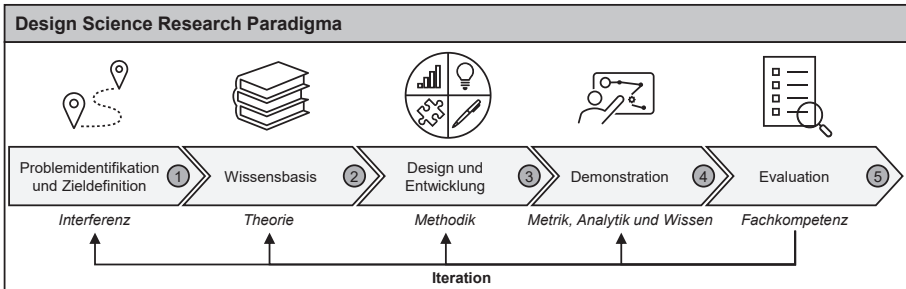 Design Science Research Paradigma
Problemidentifikation
und Zieldefinition
1
Wissensbasis
2
Design und
Entwicklung
3
Demonstration
4
Evaluation
5
Interferenz
Theorie
Methodik
Metrik, Analytik und Wissen
Fachkompetenz
Iteration